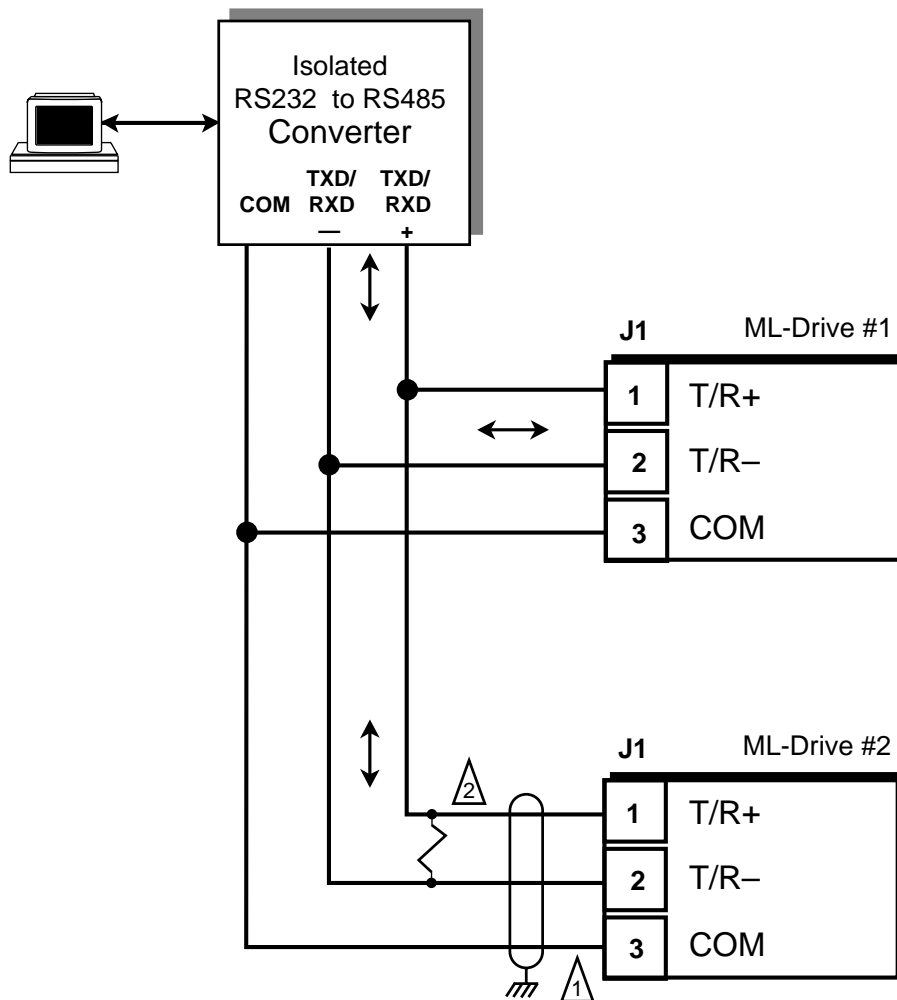 Isolated
RS232 to RS485
Converter
TXD/ TXD/
COM RXD RXD
— +
J1 ML-Drive #1
1 T/R+
2 T/R–
3 COM
J1 ML-Drive #2
2
1 T/R+
2 T/R–
3 COM
1